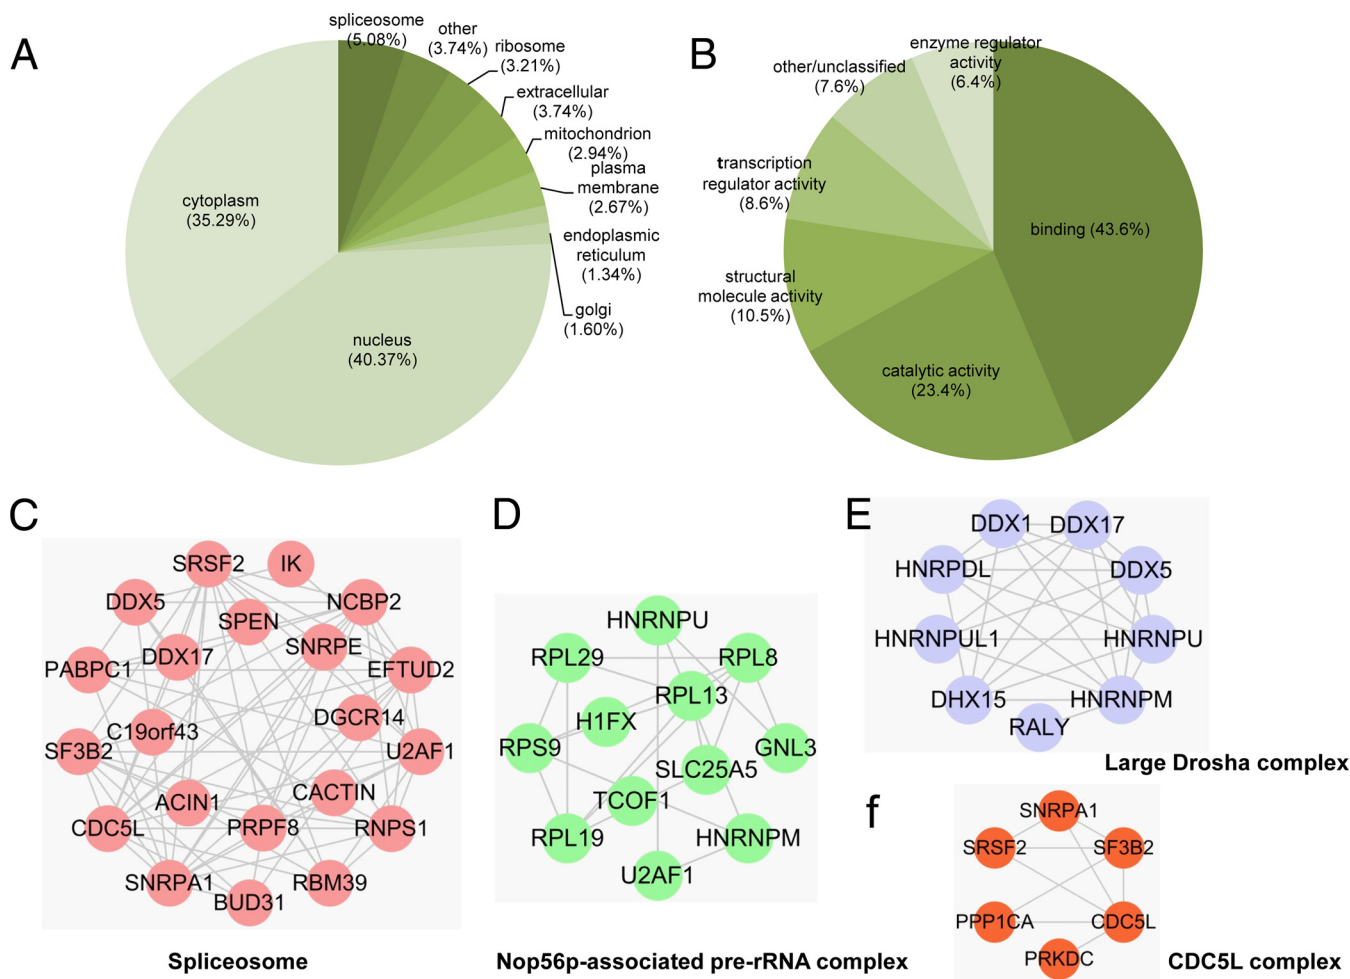 A
spliceosome
(5.08%)
other
(3.74%)
ribosome
(3.21%)
extracellular
(3.74%)
mitochondrion
(2.94%)
plasma
membrane
(2.67%)
endoplasmic
reticulum
(1.34%)
golgi
(1.60%)
nucleus
(40.37%)
cytoplasm
(35.29%)
B
enzyme regulator
activity
(6.4%)
other/unclassified
(7.6%)
transcription
regulator activity
(8.6%)
structural
molecule activity
(10.5%)
catalytic activity
(23.4%)
binding (43.6%)
C
SRSF2
IK
DDX5
NCBP2
SPEN
SNRPE
DDX17
PABPC1
EFTUD2
DGCR14
C19orf43
SF3B2
U2AF1
CACTIN
ACIN1
CDC5L
PRPF8
RNPS1
SNRPA1
RBM39
BUD31
Spliceosome
D
HNRNPU
RPL29
RPL8
RPL13
H1FX
RPS9
GNL3
SLC25A5
TCOF1
RPL19
HNRNPM
U2AF1
Nop56p-associated pre-rRNA complex
E
DDX1
DDX17
HNRPDL
DDX5
HNRNPUL1
HNRNPU
DHX15
HNRNPM
RALY
Large Drosha complex
f
SNRPA1
SRSF2
SF3B2
PPP1CA
CDC5L
PRKDC
CDC5L complex